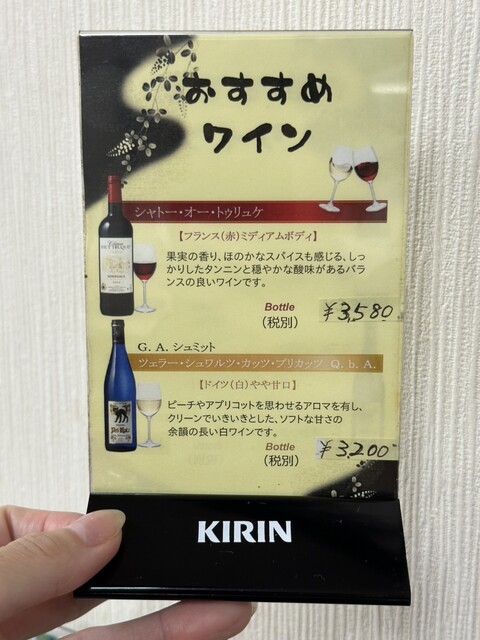 おすすめ
ワイン
シャトー・オー・トゥリュケ
【フランス(赤)ミディアムボディ】
果実の香り、ほのかなスパイスも感じる、しっ
かりしたタンニンと穏やかな酸味があるバラ
ンスの良いワインです。
Bottle
(税別)
¥3,580
G. A. シュミット
ツェラー・シュワルツ・カッツ・プリカッツ Q. b. A.
【ドイツ(白)やや甘口】
ピーチやアプリコットを思わせるアロマを有し、
クリーンでいきいきとした、ソフトな甘さの
余韻の長い白ワインです。
Bottle
(税別)
¥3,200
KIRIN